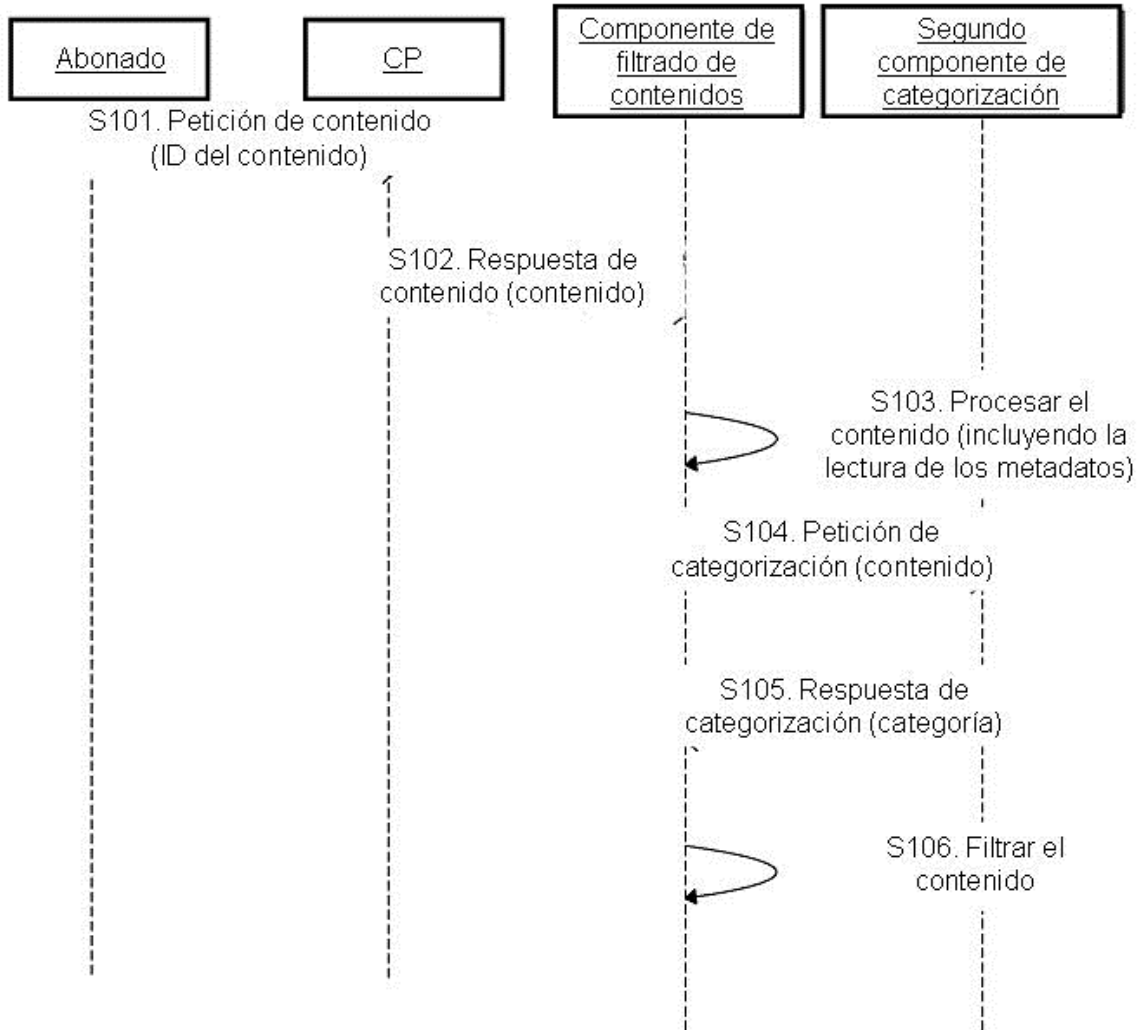 Abonado
CP
Componente de
filtrado de
contenidos
Segundo
componente de
categorización
S101. Petición de contenido
(ID del contenido)
S102. Respuesta de
contenido (contenido)
S103. Procesar el
contenido (incluyendo la
lectura de los metadatos)
S104. Petición de
categorización (contenido)
S105. Respuesta de
categorización (categoría)
S106. Filtrar el
contenido